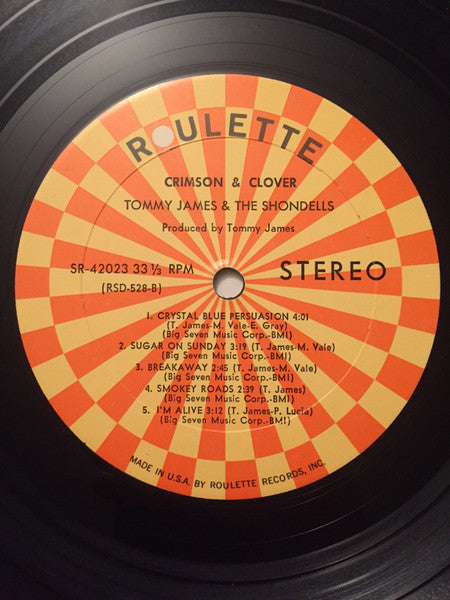 ROULETTE
CRIMSON & CLOVER
TOMMY JAMES & THE SHONDELLS
Produced by Tommy James
SR-42023 33⅓ RPM
(RSD-528-B)
STEREO
1. CRYSTAL BLUE PERSUASION 4:01
(T. James-M. Vale-E. Gray)
(Big Seven Music Corp.-BMI)
2. SUGAR ON SUNDAY 3:19 (T. James-M. Vale)
(Big Seven Music Corp.-BMI)
3. BREAKAWAY 2:45 (T. James-M. Vale)
(Big Seven Music Corp.-BMI)
4. SMOKEY ROADS 2:39 (T. James)
(Big Seven Music Corp.-BMI)
5. I'M ALIVE 3:12 (T. James-P. Lucia)
(Big Seven Music Corp.-BMI)
MADE IN U.S.A. BY ROULETTE RECORDS, INC.